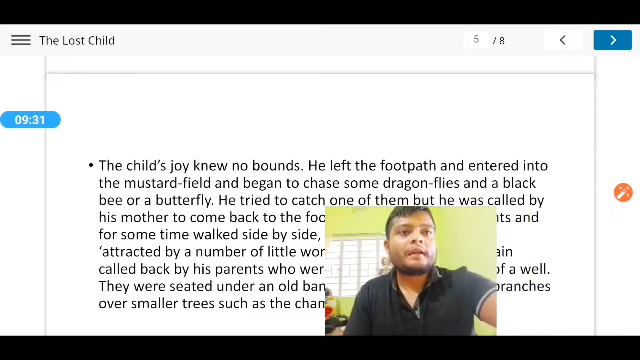 The Lost Child
5 / 8
09:31
• The child's joy knew no bounds. He left the footpath and entered into
the mustard-field and began to chase some dragon-flies and a black
bee or a butterfly. He tried to catch one of them but he was called by
his mother to come back to the foo nts and
for some time walked side by side,
'attracted by a number of little wor ain
called back by his parents who wer of a well.
They were seated under an old ban branches
over smaller trees such as the cham